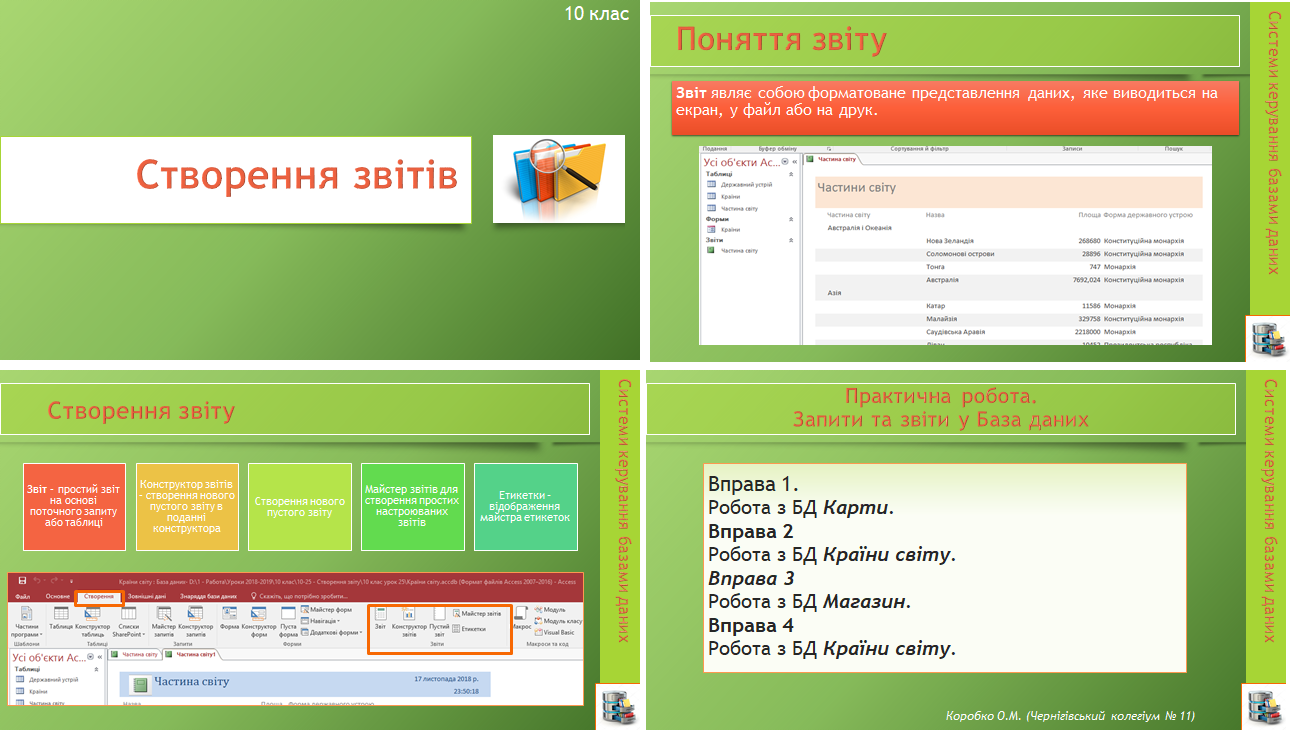 10 клас
Створення звітів
Поняття звіту
Звіт являє собою форматоване представлення даних, яке виводиться на
екран, у файл або на друк.
Подання
Буфер обміну
Сортування й фільтр
Записи
Пошук
Усі об'єкти Ac...
Таблиці
Державний устрій
Країни
Частина світу
Форми
Країни
Звіти
Частина світу
Частина світу
Частини світу
Частина світу Назва Площа Форма державного устрою
Австралія і Океанія
Нова Зеландія 268680 Конституційна монархія
Соломонові острови 28896 Конституційна монархія
Тонга 747 Монархія
Австралія 7692,024 Конституційна монархія
Азія
Катар 11586 Монархія
Малайзія 329758 Конституційна монархія
Саудівська Аравія 2218000 Монархія
Системи керування базами даних
Створення звіту
Звіт – простий звіт
на основі
поточного запиту
або таблиці
Конструктор звітів
– створення нового
пустого звіту в
поданні
конструктора
Створення нового
пустого звіту
Майстер звітів для
створення простих
настроюваних
звітів
Етикетки –
відображення
майстра етикеток
Країни світу : База даних- D:\1 - Работа\Уроки 2018-2019\10 клас\10-25 - Створення звіту\10 клас урок 25\Країни світу.accdb (Формат файлів Access 2007–2016) - Access
Файл Основне Створення Зовнішні дані Знаряддя бази даних Скажіть, що потрібно зробити...
Частини
програми
Шаблони
Таблиця
Конструктор
таблиць
Списки
SharePoint
Таблиці
Майстер
запитів
Конструктор
запитів
Запити
Форма
Конструктор
форм
Пуста
форма
Майстер форм
Навігація
Додаткові форми
Форми
Звіт
Конструктор
звітів
Пустий
звіт
Майстер звітів
Етикетки
Звіти
Макрос
Модуль
Модуль класу
Visual Basic
Макроси та код
Усі об'єкти Ac...
Таблиці
Державний устрій
Країни
Частина світу
Частина світу
Частина світу1
Частина світу
17 листопада 2018 р.
23:50:18
Назва Площа Форма державного устрою
Системи керування базами даних
Практична робота.
Запити та звіти у База даних
Вправа 1.
Робота з БД Карти.
Вправа 2
Робота з БД Країни світу.
Вправа 3
Робота з БД Магазин.
Вправа 4
Робота з БД Країни світу.
Коробко О.М. (Чернігівський колегіум № 11)
Системи керування базами даних